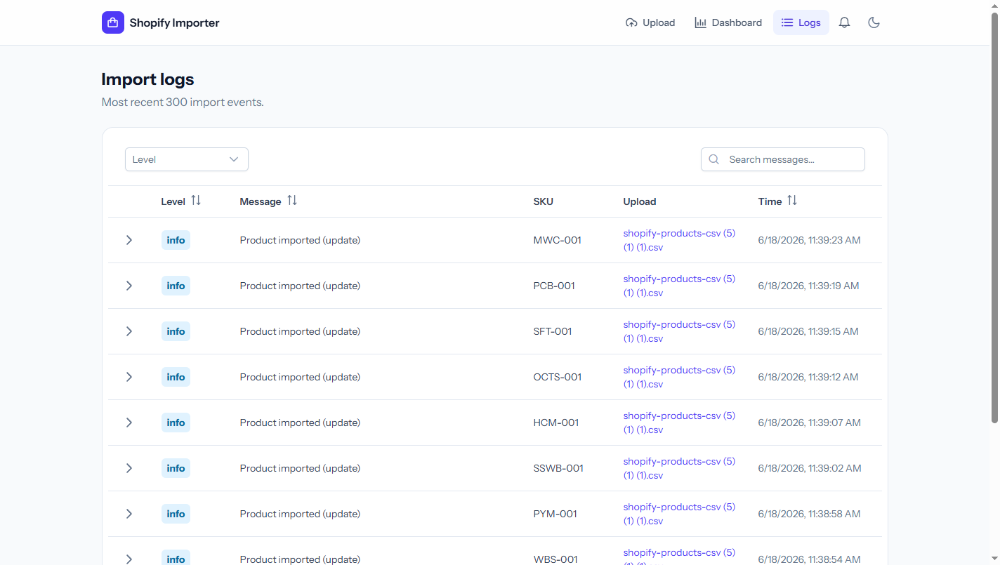 Shopify Importer
Upload
Dashboard
Logs
Import logs
Most recent 300 import events.
Level
Search messages...
Level Message SKU Upload Time
info Product imported (update) MWC-001 shopify-products-csv (5) 6/18/2026, 11:39:23 AM
(1) (1).csv
info Product imported (update) PCB-001 shopify-products-csv (5) 6/18/2026, 11:39:19 AM
(1) (1).csv
info Product imported (update) SFT-001 shopify-products-csv (5) 6/18/2026, 11:39:15 AM
(1) (1).csv
info Product imported (update) OCTS-001 shopify-products-csv (5) 6/18/2026, 11:39:12 AM
(1) (1).csv
info Product imported (update) HCM-001 shopify-products-csv (5) 6/18/2026, 11:39:07 AM
(1) (1).csv
info Product imported (update) SSWB-001 shopify-products-csv (5) 6/18/2026, 11:39:02 AM
(1) (1).csv
info Product imported (update) PYM-001 shopify-products-csv (5) 6/18/2026, 11:38:58 AM
(1) (1).csv
info Product imported (update) WBS-001 shopify-products-csv (5) 6/18/2026, 11:38:54 AM